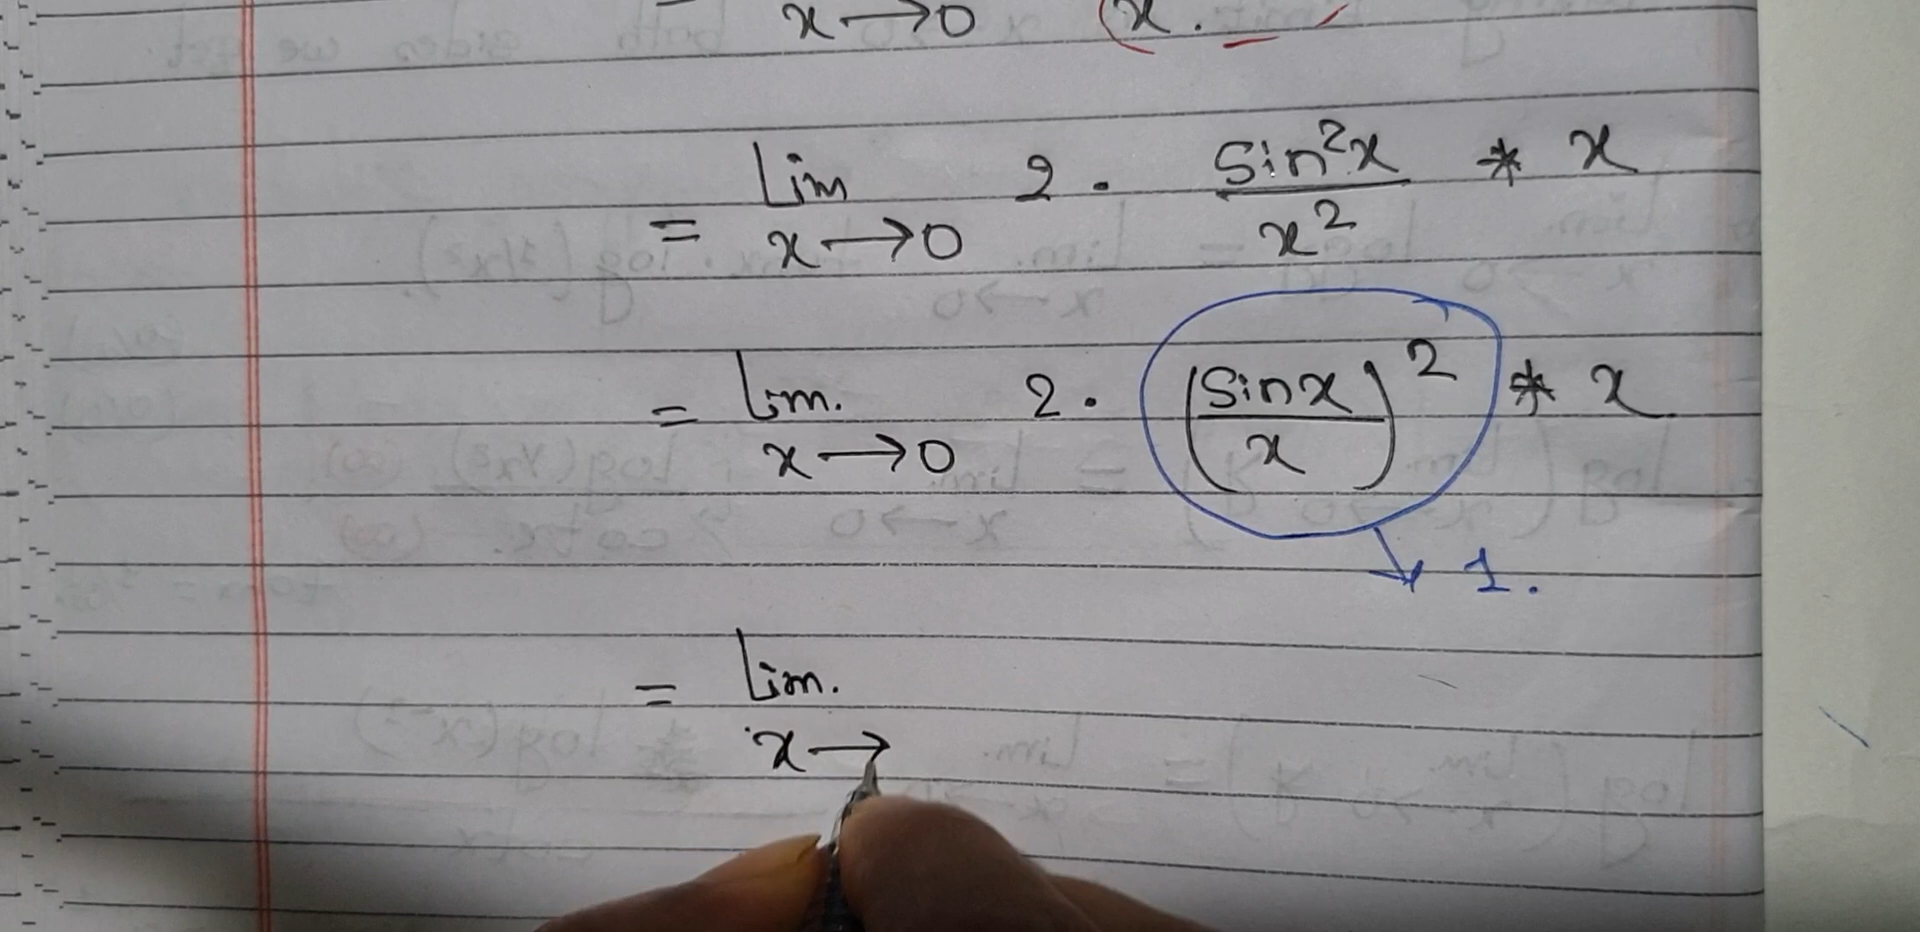 = x→0 (x.
= lim x→0 2 . sin²x / x² * x
= lim. x→0 2 . (sinx / x)² * x
→ 1.
= lim. x→